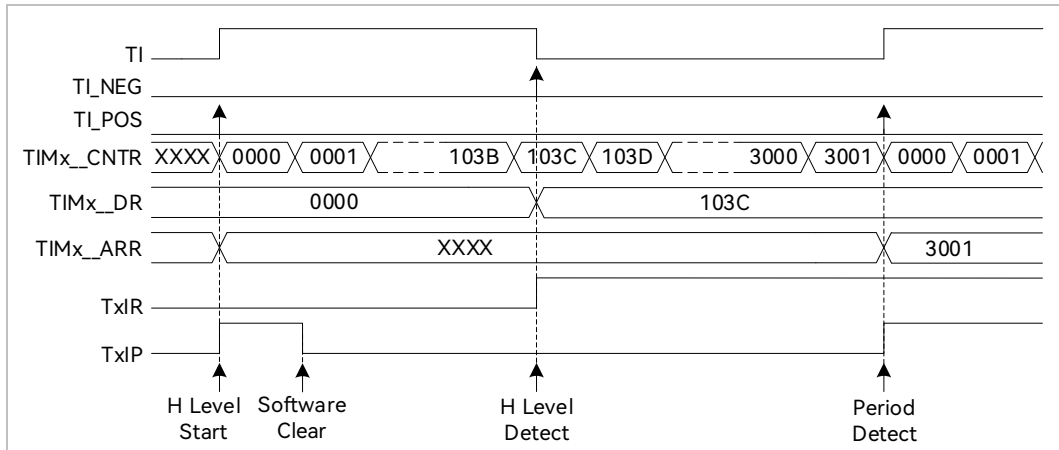 TI
TI_NEG
TI_POS
TIMx__CNTR XXXX 0000 0001 103B 103C 103D 3000 3001 0000 0001
TIMx__DR 0000 103C
TIMx__ARR XXXX 3001
TxIR
TxIP
H Level Software H Level Period
Start Clear Detect Detect